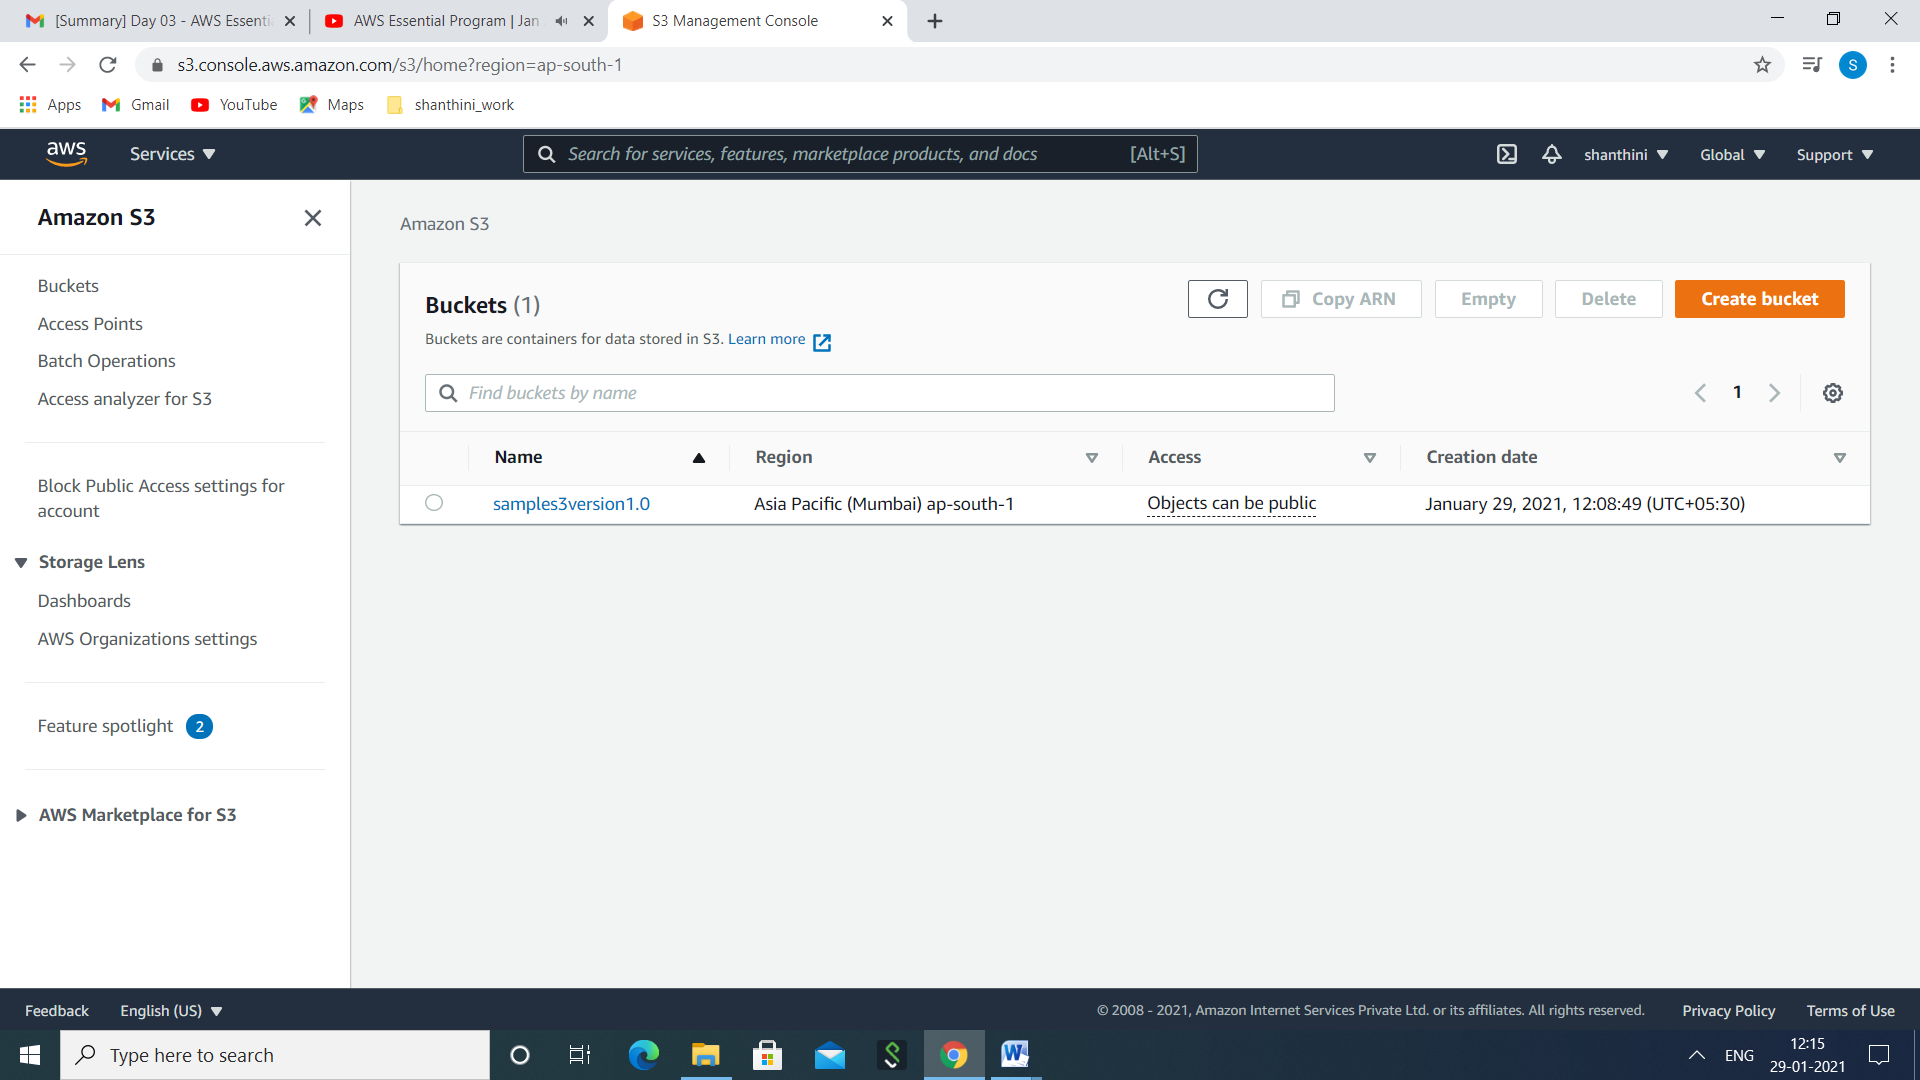 [Summary] Day 03 - AWS Essenti
AWS Essential Program | Jan
S3 Management Console
s3.console.aws.amazon.com/s3/home?region=ap-south-1
S
Apps
Gmail
YouTube
Maps
shanthini_work
aws
Services
Search for services, features, marketplace products, and docs
[Alt+S]
shanthini
Global
Support
Amazon S3
Buckets
Access Points
Batch Operations
Access analyzer for S3
Block Public Access settings for
account
Storage Lens
Dashboards
AWS Organizations settings
Feature spotlight 2
AWS Marketplace for S3
Amazon S3
Buckets (1)
Copy ARN
Empty
Delete
Create bucket
Buckets are containers for data stored in S3. Learn more
Find buckets by name
1
Name Region Access Creation date
samples3version1.0 Asia Pacific (Mumbai) ap-south-1 Objects can be public January 29, 2021, 12:08:49 (UTC+05:30)
Feedback
English (US)
© 2008 - 2021, Amazon Internet Services Private Ltd. or its affiliates. All rights reserved.
Privacy Policy
Terms of Use
Type here to search
W
ENG
12:15
29-01-2021